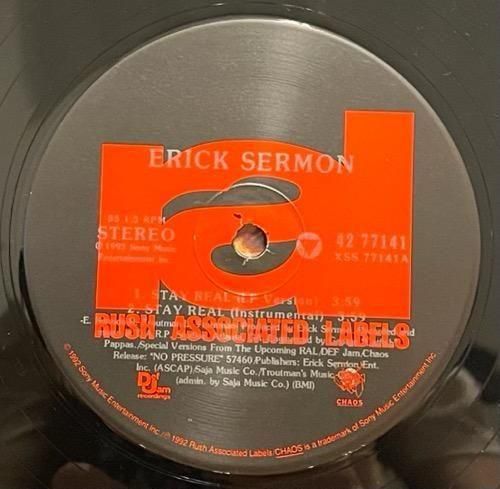 ERICK SERMON
33 1/3 RPM
STEREO
℗ 1993 Sony Music
Entertainment Inc.
42 77141
XSS 77141A
1. STAY REAL (LP Version) 3:59
2. STAY REAL (Instrumental) 3:59
RUSH ASSOCIATED LABELS
Pappas./Special Versions From The Upcoming RAL/DEF Jam/Chaos
Release: "NO PRESSURE" 57460/Publishers: Erick Sermon/Ent.
Inc. (ASCAP)/Saja Music Co./Troutman's Music
(admin. by Saja Music Co.) (BMI)
Def Jam
recordings
CHAOS
© 1992 Sony Music Entertainment Inc. / © 1992 Rush Associated Labels / CHAOS is a trademark of Sony Music Entertainment Inc